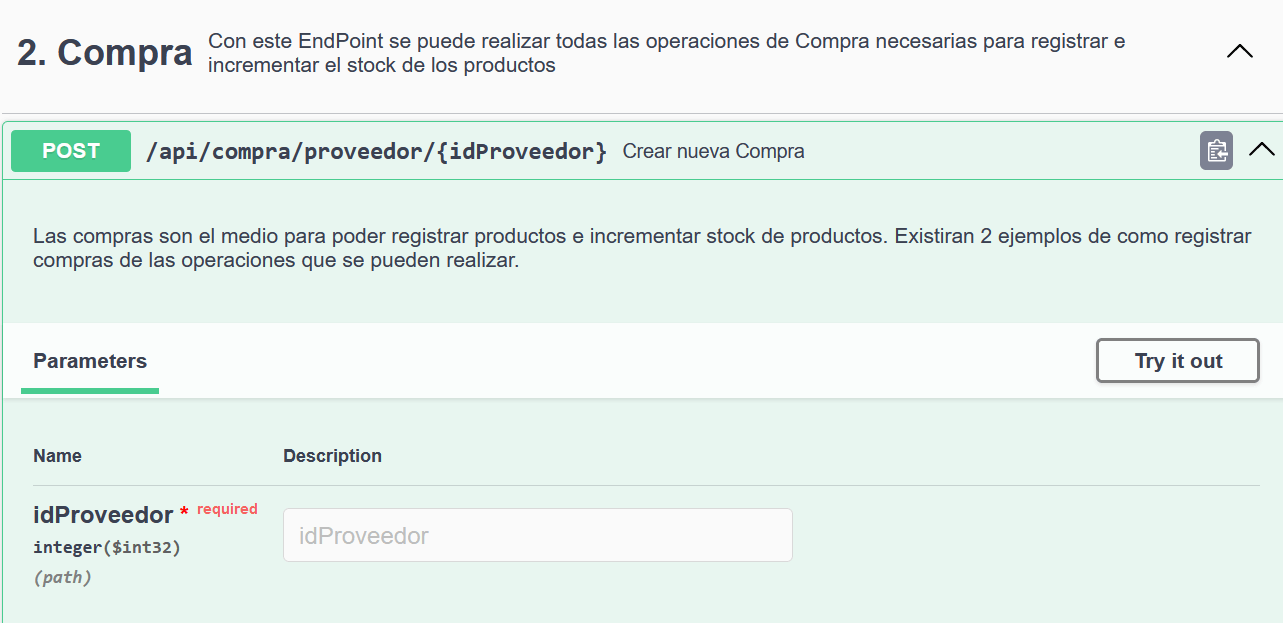 2. Compra
Con este EndPoint se puede realizar todas las operaciones de Compra necesarias para registrar e
incrementar el stock de los productos
POST /api/compra/proveedor/{idProveedor} Crear nueva Compra
Las compras son el medio para poder registrar productos e incrementar stock de productos. Existiran 2 ejemplos de como registrar
compras de las operaciones que se pueden realizar.
Parameters
Try it out
Name Description
idProveedor * required
integer($int32)
(path)
idProveedor